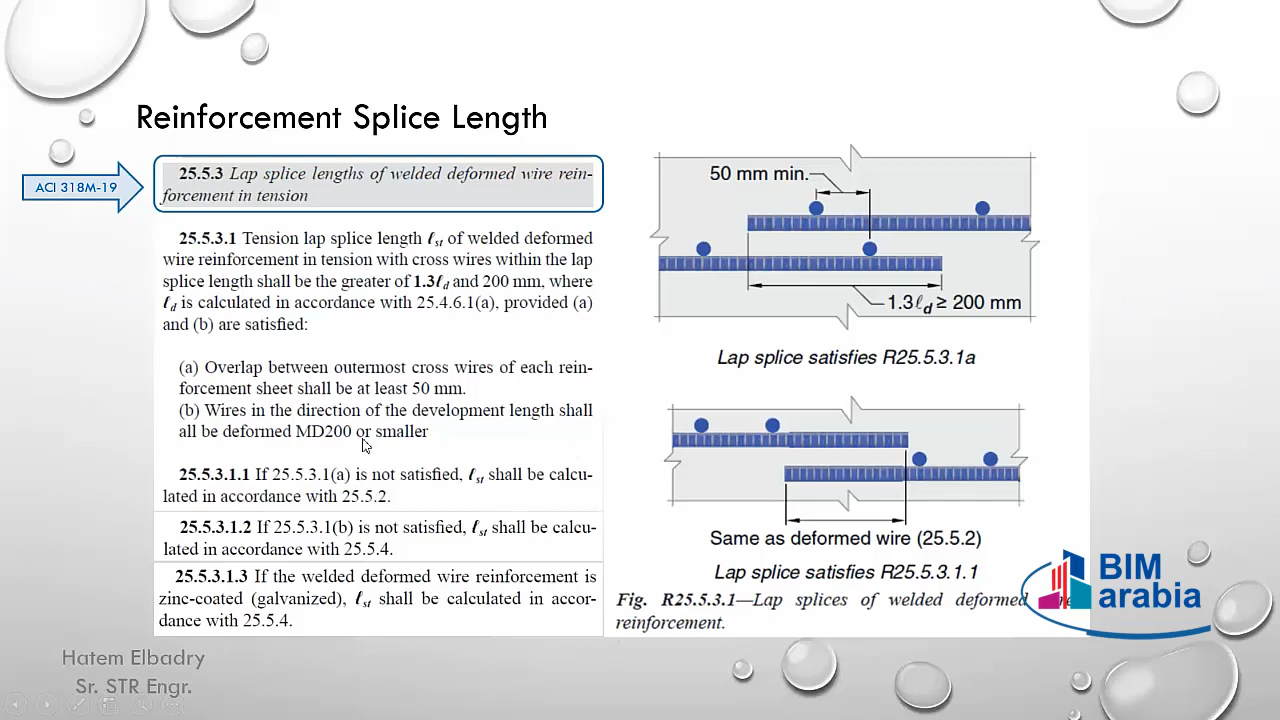 Reinforcement Splice Length
ACI 318M-19
25.5.3 Lap splice lengths of welded deformed wire rein-
forcement in tension
25.5.3.1 Tension lap splice length ℓst of welded deformed
wire reinforcement in tension with cross wires within the lap
splice length shall be the greater of 1.3ℓd and 200 mm, where
ℓd is calculated in accordance with 25.4.6.1(a), provided (a)
and (b) are satisfied:
(a) Overlap between outermost cross wires of each rein-
forcement sheet shall be at least 50 mm.
(b) Wires in the direction of the development length shall
all be deformed MD200 or smaller
25.5.3.1.1 If 25.5.3.1(a) is not satisfied, ℓst shall be calcu-
lated in accordance with 25.5.2.
25.5.3.1.2 If 25.5.3.1(b) is not satisfied, ℓst shall be calcu-
lated in accordance with 25.5.4.
25.5.3.1.3 If the welded deformed wire reinforcement is
zinc-coated (galvanized), ℓst shall be calculated in accor-
dance with 25.5.4.
50 mm min.
1.3ℓd ≥ 200 mm
Lap splice satisfies R25.5.3.1a
Same as deformed wire (25.5.2)
Lap splice satisfies R25.5.3.1.1
Fig. R25.5.3.1—Lap splices of welded deformed
reinforcement.
BIM
arabia
Hatem Elbadry
Sr. STR Engr.